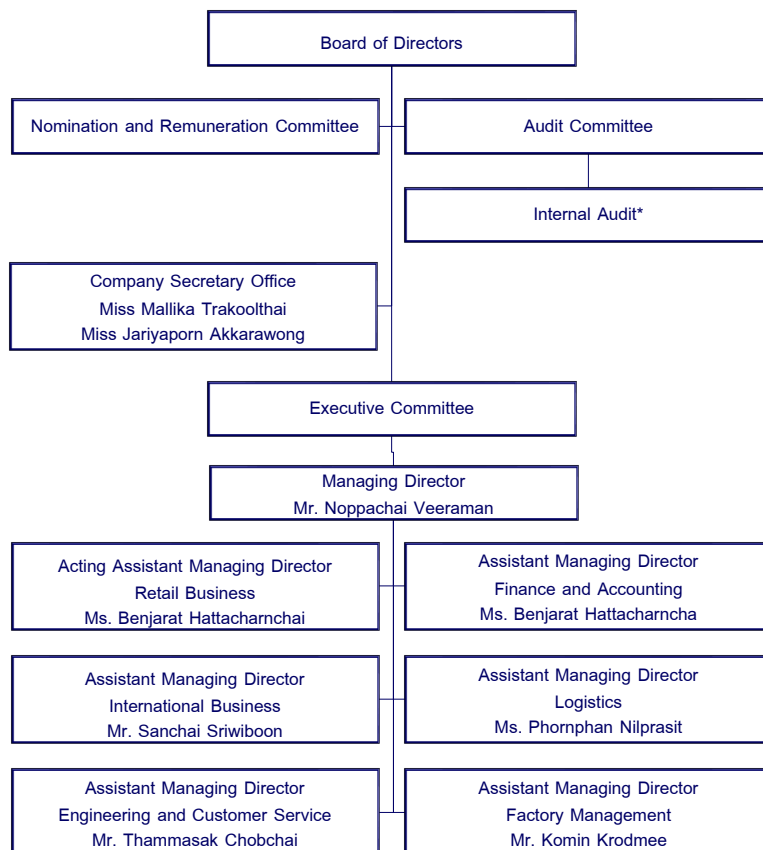 Board of Directors
Nomination and Remuneration Committee
Audit Committee
Internal Audit*
Company Secretary Office
Miss Mallika Trakoolthai
Miss Jariyaporn Akkarawong
Executive Committee
Managing Director
Mr. Noppachai Veeraman
Acting Assistant Managing Director
Retail Business
Ms. Benjarat Hattacharnchai
Assistant Managing Director
Finance and Accounting
Ms. Benjarat Hattacharncha
Assistant Managing Director
International Business
Mr. Sanchai Sriwiboon
Assistant Managing Director
Logistics
Ms. Phornphan Nilprasit
Assistant Managing Director
Engineering and Customer Service
Mr. Thammasak Chobchai
Assistant Managing Director
Factory Management
Mr. Komin Krodmee